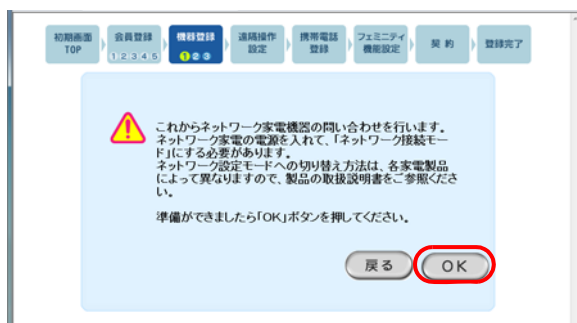 初期画面
TOP
会員登録
1 2 3 4 5
機器登録
1 2 3
遠隔操作
設定
携帯電話
登録
フェミニティ
機能設定
契 約
登録完了
これからネットワーク家電機器の問い合わせを行います。
ネットワーク家電の電源を入れて、「ネットワーク接続モー
ド」にする必要があります。
ネットワーク設定モードへの切り替え方法は、各家電製品
によって異なりますので、製品の取扱説明書をご参照くださ
い。
準備ができましたら「OK」ボタンを押してください。
戻る
OK